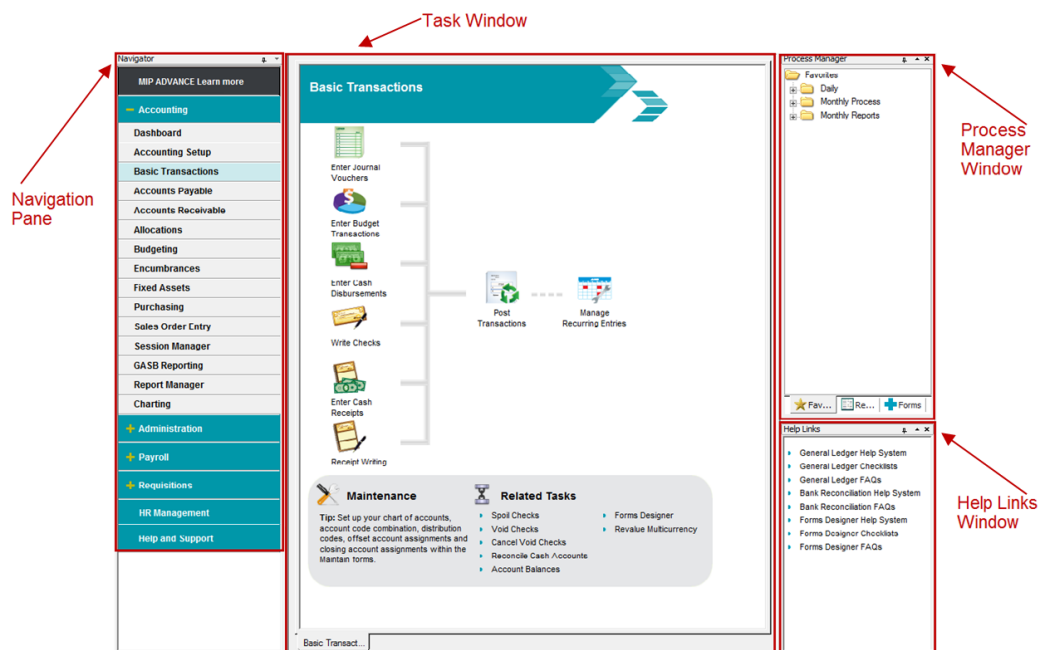 Task Window
Navigator
MIP ADVANCE Learn more
Accounting
Dashboard
Accounting Setup
Basic Transactions
Accounts Payable
Accounts Receivable
Allocations
Budgeting
Encumbrances
Fixed Assets
Purchasing
Sales Order Entry
Session Manager
GASB Reporting
Report Manager
Charting
Administration
Payroll
Requisitions
HR Management
Help and Support
Navigation
Pane
Basic Transactions
Enter Journal
Vouchers
Enter Budget
Transactions
Enter Cash
Disbursements
Write Checks
Enter Cash
Receipts
Receipt Writing
Post
Transactions
Manage
Recurring Entries
Maintenance
Tip: Set up your chart of accounts,
account code combination, distribution
codes, offset account assignments and
closing account assignments within the
Maintain forms.
Related Tasks
Spoil Checks
Void Checks
Cancel Void Checks
Reconcile Cash Accounts
Account Balances
Forms Designer
Revalue Multicurrency
Basic Transact...
Process Manager
Favorites
Daily
Monthly Process
Monthly Reports
Fav...
Re...
Forms
Process
Manager
Window
Help Links
General Ledger Help System
General Ledger Checklists
General Ledger FAQs
Bank Reconciliation Help System
Bank Reconciliation FAQs
Forms Designer Help System
Forms Designer Checklists
Forms Designer FAQs
Help Links
Window